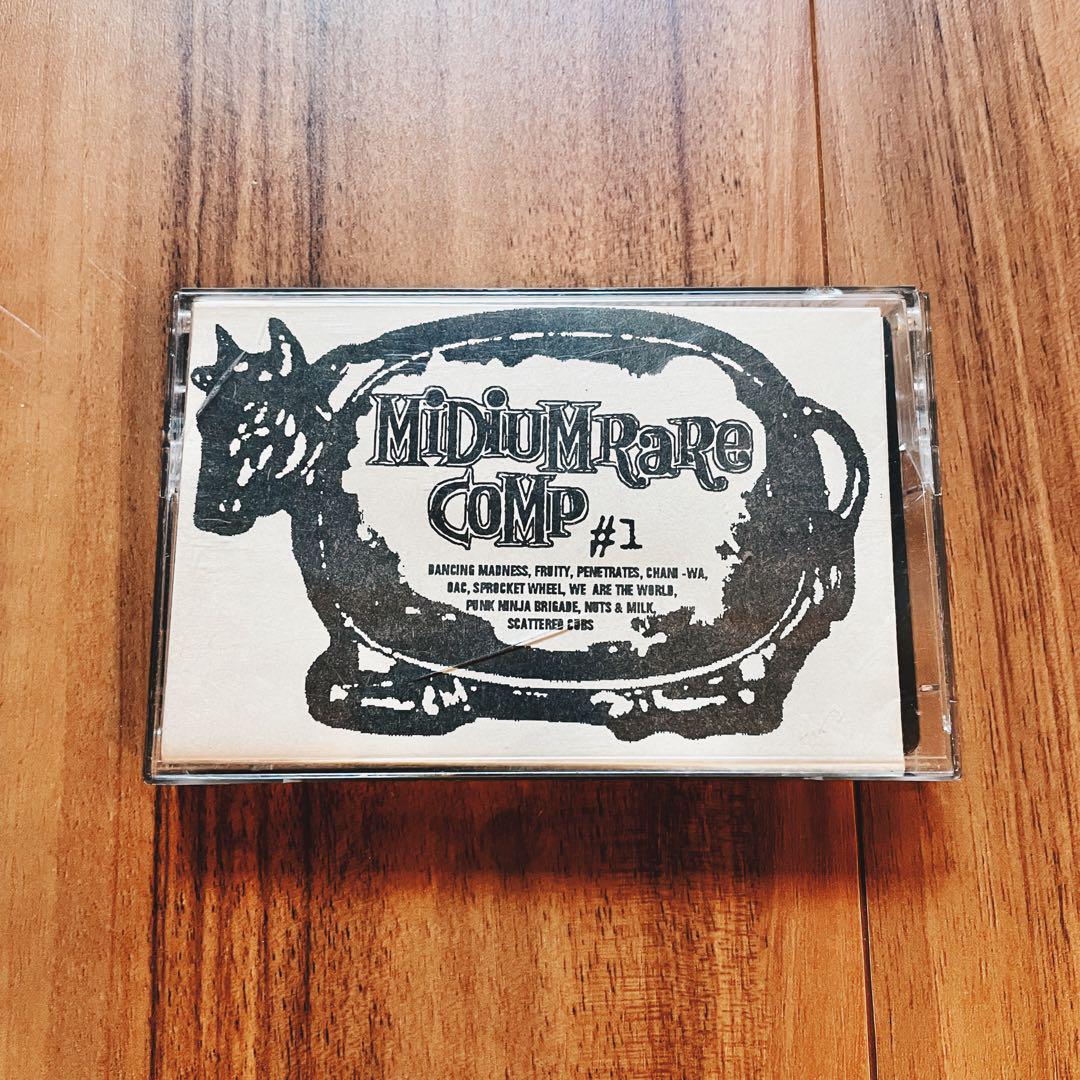 MiDiUMRaRe
COMP #1
DANCING MADNESS, FRUITY, PENETRATES, CHANI -WA,
OAC, SPROCKET WHEEL, WE ARE THE WORLD,
PUNK NINJA BRIGADE, NUTS & MILK,
SCATTERED CUBS